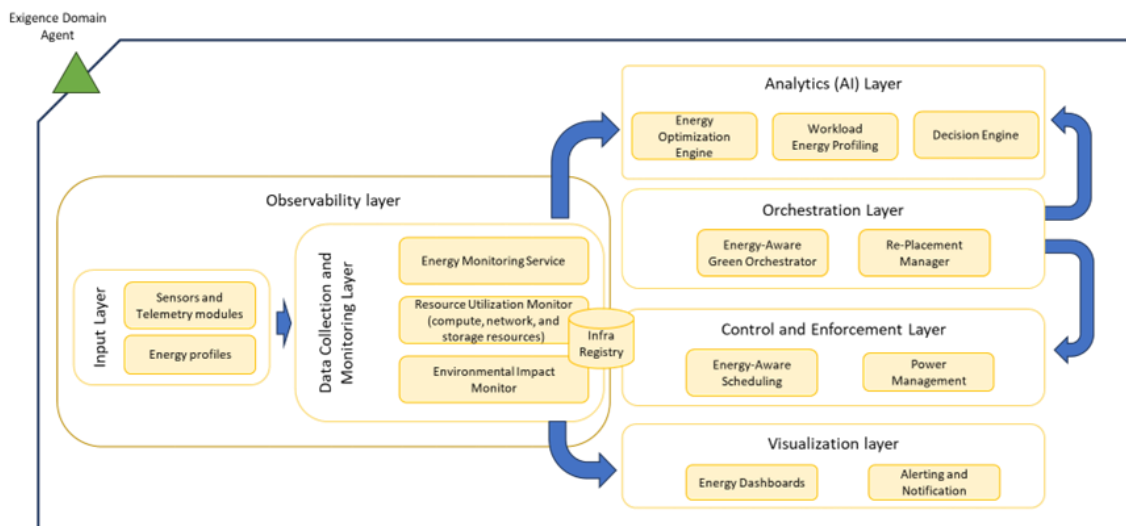 Exigence Domain
Agent
Analytics (AI) Layer
Energy
Optimization
Engine
Workload
Energy Profiling
Decision Engine
Observability layer
Orchestration Layer
Energy-Aware
Green Orchestrator
Re-Placement
Manager
Input Layer
Sensors and
Telemetry modules
Energy profiles
Data Collection and
Monitoring Layer
Energy Monitoring Service
Resource Utilization Monitor
(compute, network, and
storage resources)
Environmental Impact
Monitor
Infra
Registry
Control and Enforcement Layer
Energy-Aware
Scheduling
Power
Management
Visualization layer
Energy Dashboards
Alerting and
Notification